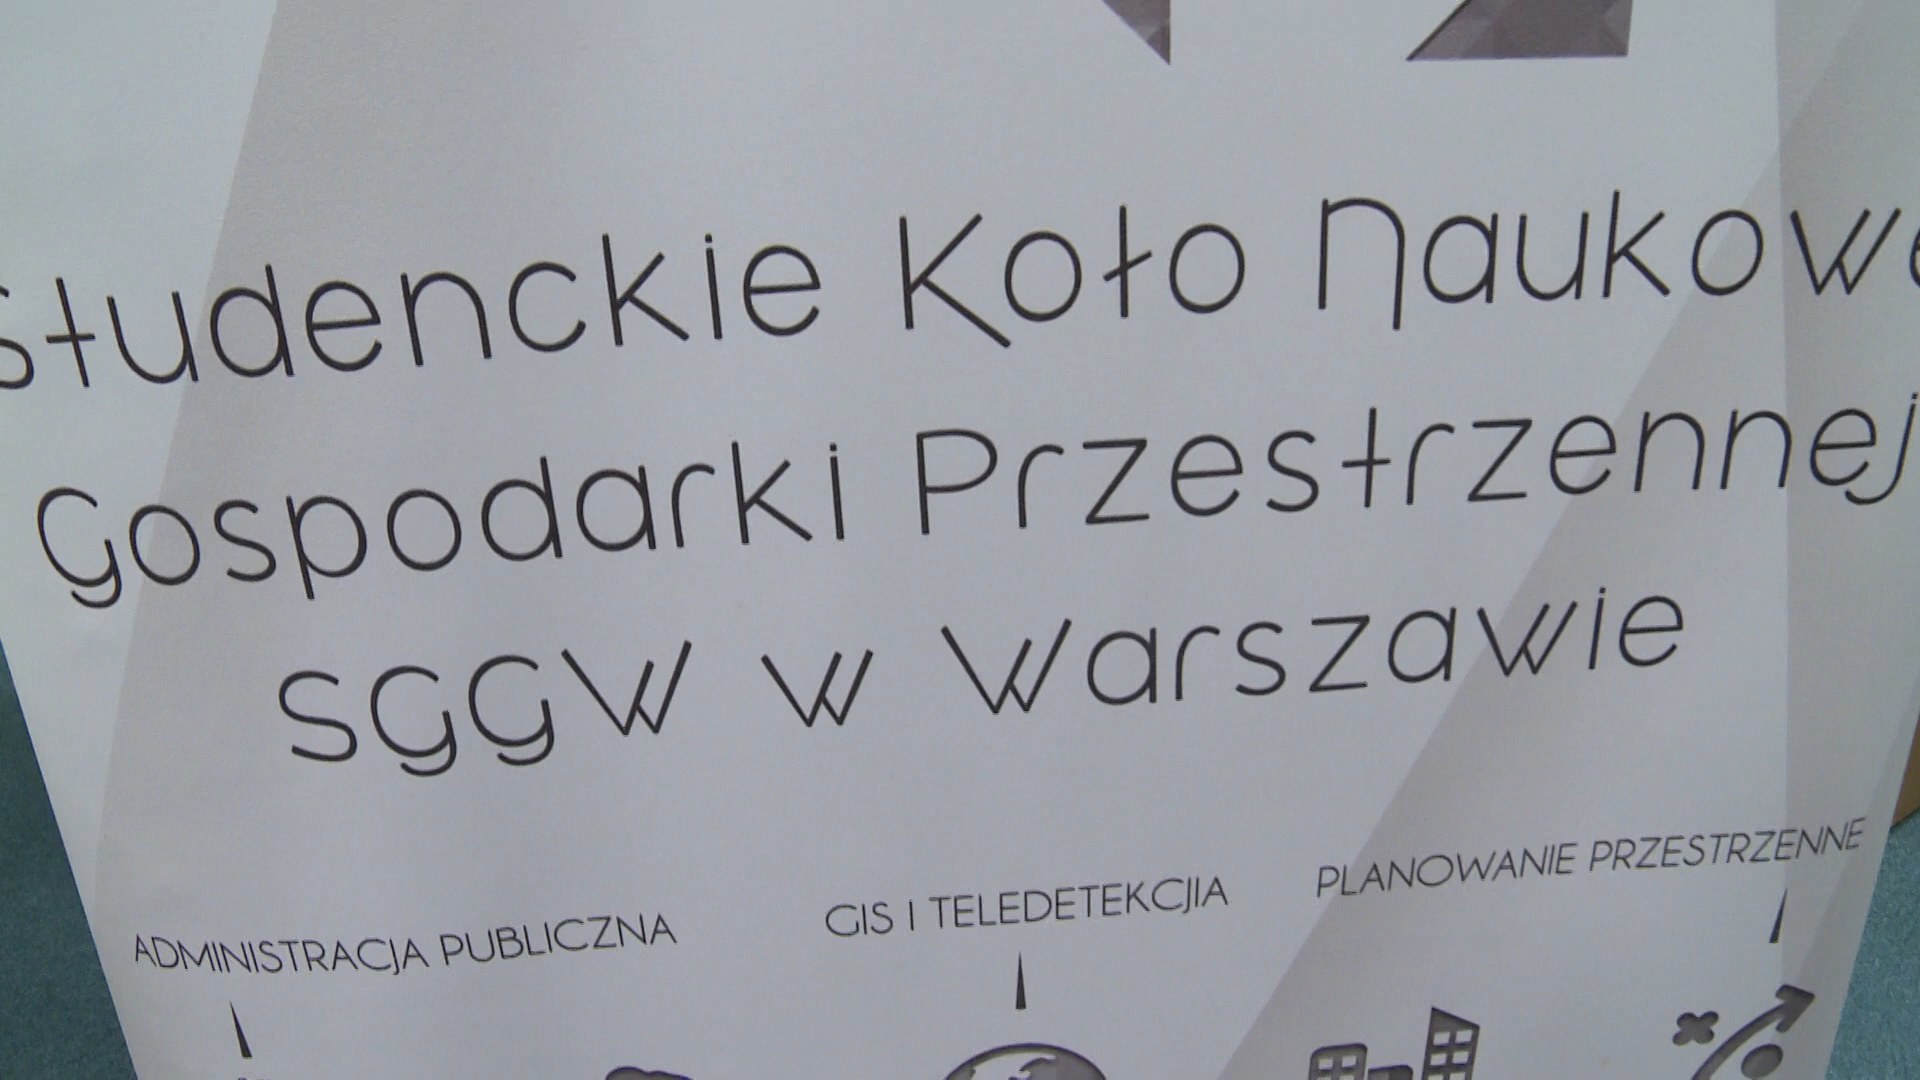 Studenckie Koło Naukowe
Gospodarki Przestrzennej
SGGW w Warszawie
ADMINISTRACJA PUBLICZNA
GIS I TELEDETEKCJIA
PLANOWANIE PRZESTRZENNE